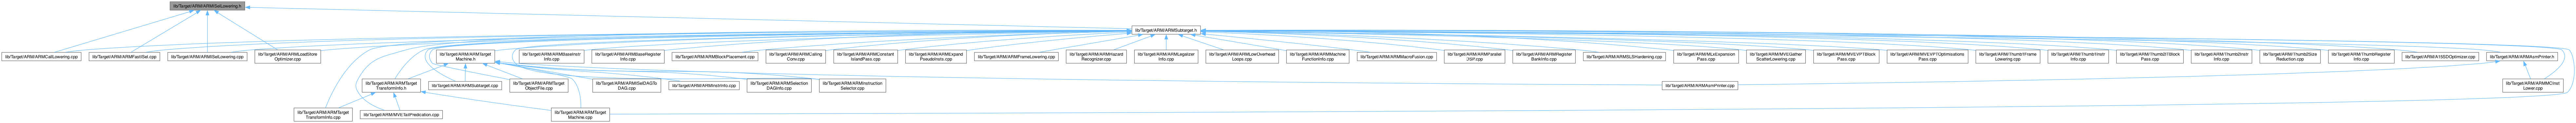 lib/Target/ARM/ARMISelLowering.h
lib/Target/ARM/ARMSubtarget.h
lib/Target/ARM/ARMCallLowering.cpp
lib/Target/ARM/ARMFastISel.cpp
lib/Target/ARM/ARMISelLowering.cpp
lib/Target/ARM/ARMLoadStore
Optimizer.cpp
lib/Target/ARM/ARMTarget
Machine.h
lib/Target/ARM/ARMBaseInstr
Info.cpp
lib/Target/ARM/ARMBaseRegister
Info.cpp
lib/Target/ARM/ARMBlockPlacement.cpp
lib/Target/ARM/ARMCalling
Conv.cpp
lib/Target/ARM/ARMConstant
IslandPass.cpp
lib/Target/ARM/ARMExpand
PseudoInsts.cpp
lib/Target/ARM/ARMFrameLowering.cpp
lib/Target/ARM/ARMHazard
Recognizer.cpp
lib/Target/ARM/ARMLegalizer
Info.cpp
lib/Target/ARM/ARMLowOverhead
Loops.cpp
lib/Target/ARM/ARMMachine
FunctionInfo.cpp
lib/Target/ARM/ARMMacroFusion.cpp
lib/Target/ARM/ARMParallel
DSP.cpp
lib/Target/ARM/ARMRegister
BankInfo.cpp
lib/Target/ARM/ARMSLSHardening.cpp
lib/Target/ARM/MLxExpansion
Pass.cpp
lib/Target/ARM/MVEGather
ScatterLowering.cpp
lib/Target/ARM/MVEVPTBlock
Pass.cpp
lib/Target/ARM/MVEVPTOptimisations
Pass.cpp
lib/Target/ARM/Thumb1Frame
Lowering.cpp
lib/Target/ARM/Thumb1Instr
Info.cpp
lib/Target/ARM/Thumb2ITBlock
Pass.cpp
lib/Target/ARM/Thumb2Instr
Info.cpp
lib/Target/ARM/Thumb2Size
Reduction.cpp
lib/Target/ARM/ThumbRegister
Info.cpp
lib/Target/ARM/A15SDOptimizer.cpp
lib/Target/ARM/ARMAsmPrinter.h
lib/Target/ARM/ARMTarget
TransformInfo.h
lib/Target/ARM/ARMSubtarget.cpp
lib/Target/ARM/ARMTarget
ObjectFile.cpp
lib/Target/ARM/ARMISelDAGTo
DAG.cpp
lib/Target/ARM/ARMInstrInfo.cpp
lib/Target/ARM/ARMSelection
DAGInfo.cpp
lib/Target/ARM/ARMInstruction
Selector.cpp
lib/Target/ARM/ARMAsmPrinter.cpp
lib/Target/ARM/ARMMCInst
Lower.cpp
lib/Target/ARM/ARMTarget
TransformInfo.cpp
lib/Target/ARM/MVETailPredication.cpp
lib/Target/ARM/ARMTarget
Machine.cpp